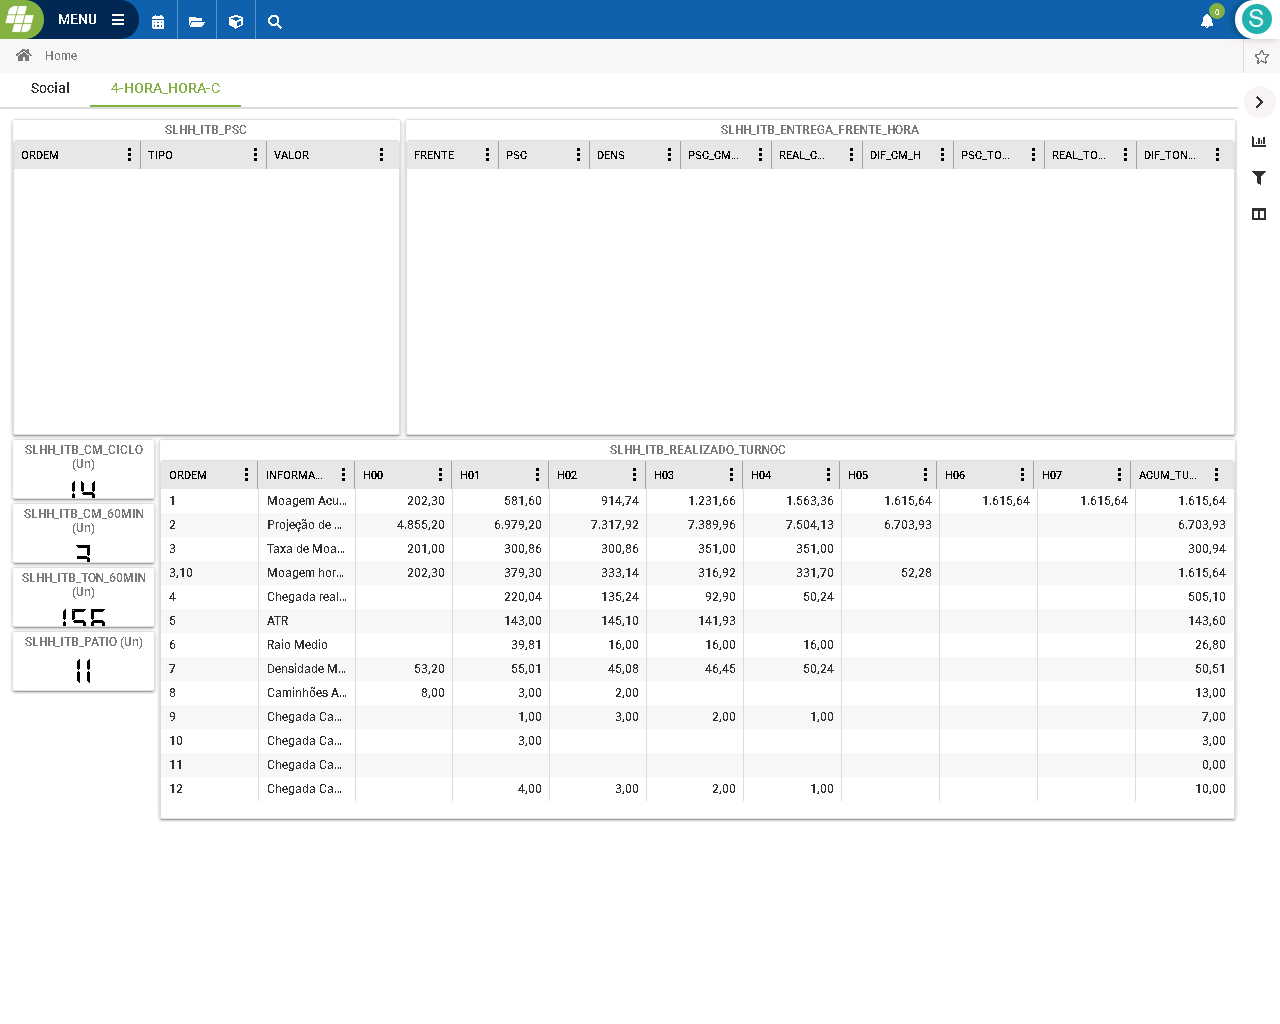 MENU
0
S
Home
Social 4-HORA_HORA-C
SLHH_ITB_PSC
ORDEM TIPO VALOR
SLHH_ITB_ENTREGA_FRENTE_HORA
FRENTE PSC DENS PSC_CM... REAL_C... DIF_CM_H PSC_TO... REAL_TO... DIF_TON...
SLHH_ITB_CM_CICLO
(Un)
14
SLHH_ITB_CM_60MIN
(Un)
3
SLHH_ITB_TON_60MIN
(Un)
156
SLHH_ITB_PATIO (Un)
11
SLHH_ITB_REALIZADO_TURNOC
ORDEM INFORMA... H00 H01 H02 H03 H04 H05 H06 H07 ACUM_TU...
1 Moagem Acu... 202,30 581,60 914,74 1.231,66 1.563,36 1.615,64 1.615,64 1.615,64 1.615,64
2 Projeção de ... 4.855,20 6.979,20 7.317,92 7.389,96 7.504,13 6.703,93 6.703,93
3 Taxa de Moa... 201,00 300,86 300,86 351,00 351,00 300,94
3,10 Moagem hor... 202,30 379,30 333,14 316,92 331,70 52,28 1.615,64
4 Chegada real... 220,04 135,24 92,90 50,24 505,10
5 ATR 143,00 145,10 141,93 143,60
6 Raio Medio 39,81 16,00 16,00 16,00 26,80
7 Densidade M... 53,20 55,01 45,08 46,45 50,24 50,51
8 Caminhões A... 8,00 3,00 2,00 13,00
9 Chegada Ca... 1,00 3,00 2,00 1,00 7,00
10 Chegada Ca... 3,00 3,00
11 Chegada Ca... 0,00
12 Chegada Ca... 4,00 3,00 2,00 1,00 10,00